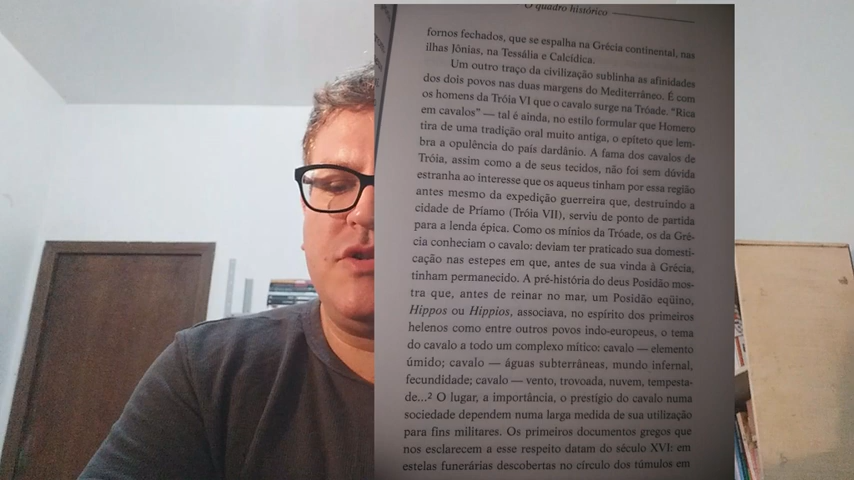 O quadro histórico
fornos fechados, que se espalha na Grécia continental, nas
ilhas Jônias, na Tessália e Calcídica.
Um outro traço da civilização sublinha as afinidades
dos dois povos nas duas margens do Mediterrâneo. É com
os homens da Tróia VI que o cavalo surge na Tróade. "Rica
em cavalos" — tal é ainda, no estilo formular que Homero
tira de uma tradição oral muito antiga, o epíteto que lem-
bra a opulência do país dardânio. A fama dos cavalos de
Tróia, assim como a de seus tecidos, não foi sem dúvida
estranha ao interesse que os aqueus tinham por essa região
antes mesmo da expedição guerreira que, destruindo a
cidade de Príamo (Tróia VII), serviu de ponto de partida
para a lenda épica. Como os mínios da Tróade, os da Gré-
cia conheciam o cavalo: deviam ter praticado sua domesti-
cação nas estepes em que, antes de sua vinda à Grécia,
tinham permanecido. A pré-história do deus Posidão mos-
tra que, antes de reinar no mar, um Posidão eqüino,
Hippos ou Hippios, associava, no espírito dos primeiros
helenos como entre outros povos indo-europeus, o tema
do cavalo a todo um complexo mítico: cavalo — elemento
úmido; cavalo — águas subterrâneas, mundo infernal,
fecundidade; cavalo — vento, trovoada, nuvem, tempesta-
de...² O lugar, a importância, o prestígio do cavalo numa
sociedade dependem numa larga medida de sua utilização
para fins militares. Os primeiros documentos gregos que
nos esclarecem a esse respeito datam do século XVI: em
estelas funerárias descobertas no círculo dos túmulos em